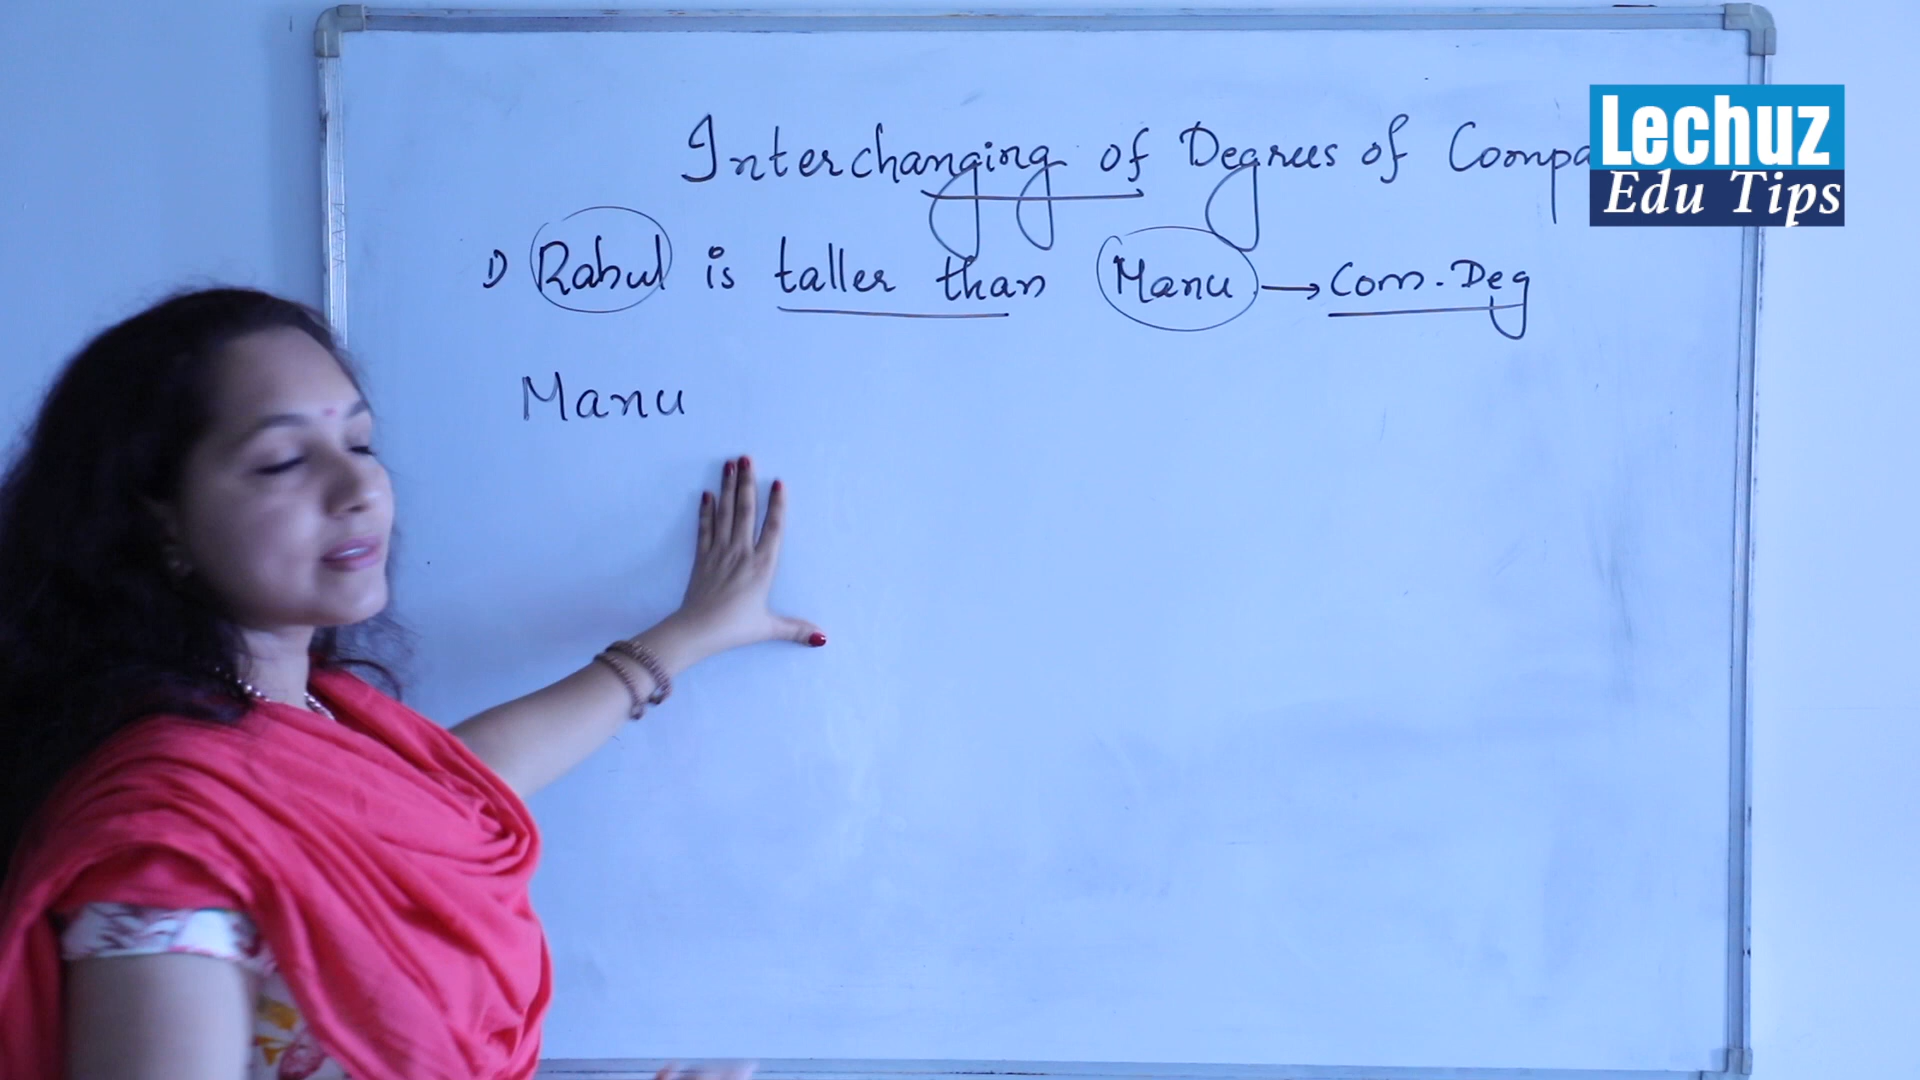 Interchanging of Degrees of Compa
1) Rahul is taller than Manu → Com. Deg
Manu
Lechuz
Edu Tips